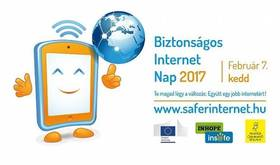 Biztonságos
Internet
Nap 2017
Február 7.
kedd
Te magad légy a változás: Együtt egy jobb internetért!
www.saferinternet.hu
INHOPE
insafe